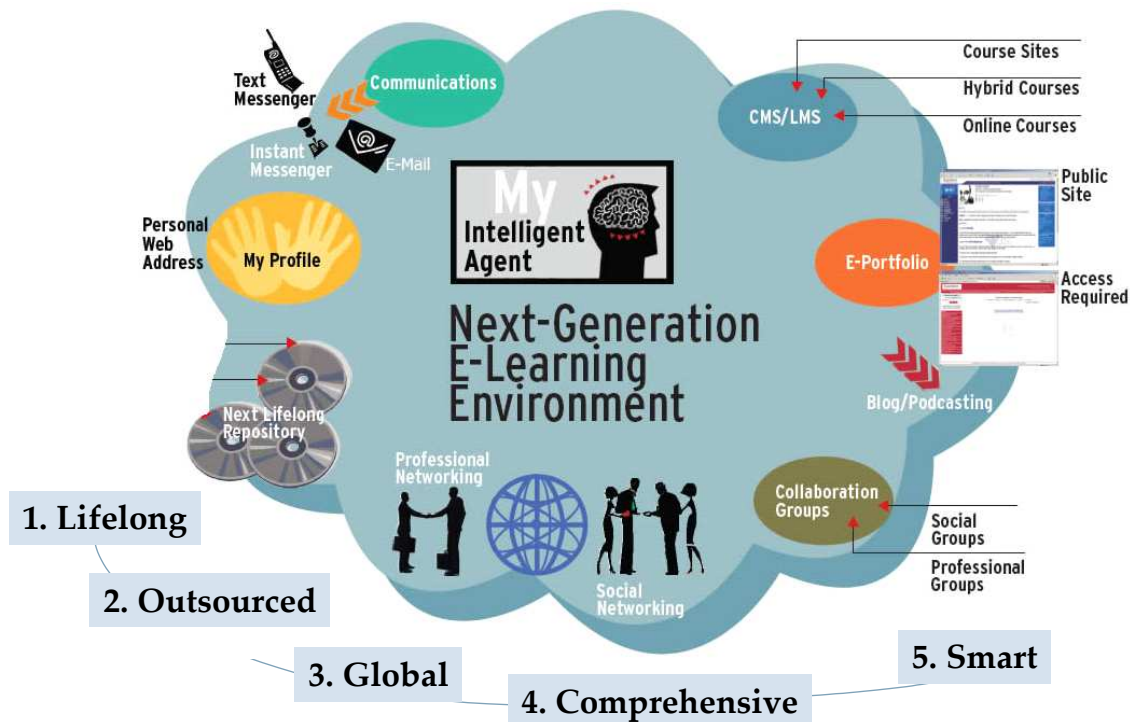 Text
Messenger
Communications
Instant
Messenger
E-Mail
CMS/LMS
Course Sites
Hybrid Courses
Online Courses
Personal
Web
Address
My Profile
My
Intelligent
Agent
Public
Site
E-Portfolio
Access
Required
Next-Generation
E-Learning
Environment
Blog/Podcasting
Next Lifelong
Repository
Professional
Networking
Social
Networking
Collaboration
Groups
Social
Groups
Professional
Groups
1. Lifelong
2. Outsourced
3. Global
4. Comprehensive
5. Smart